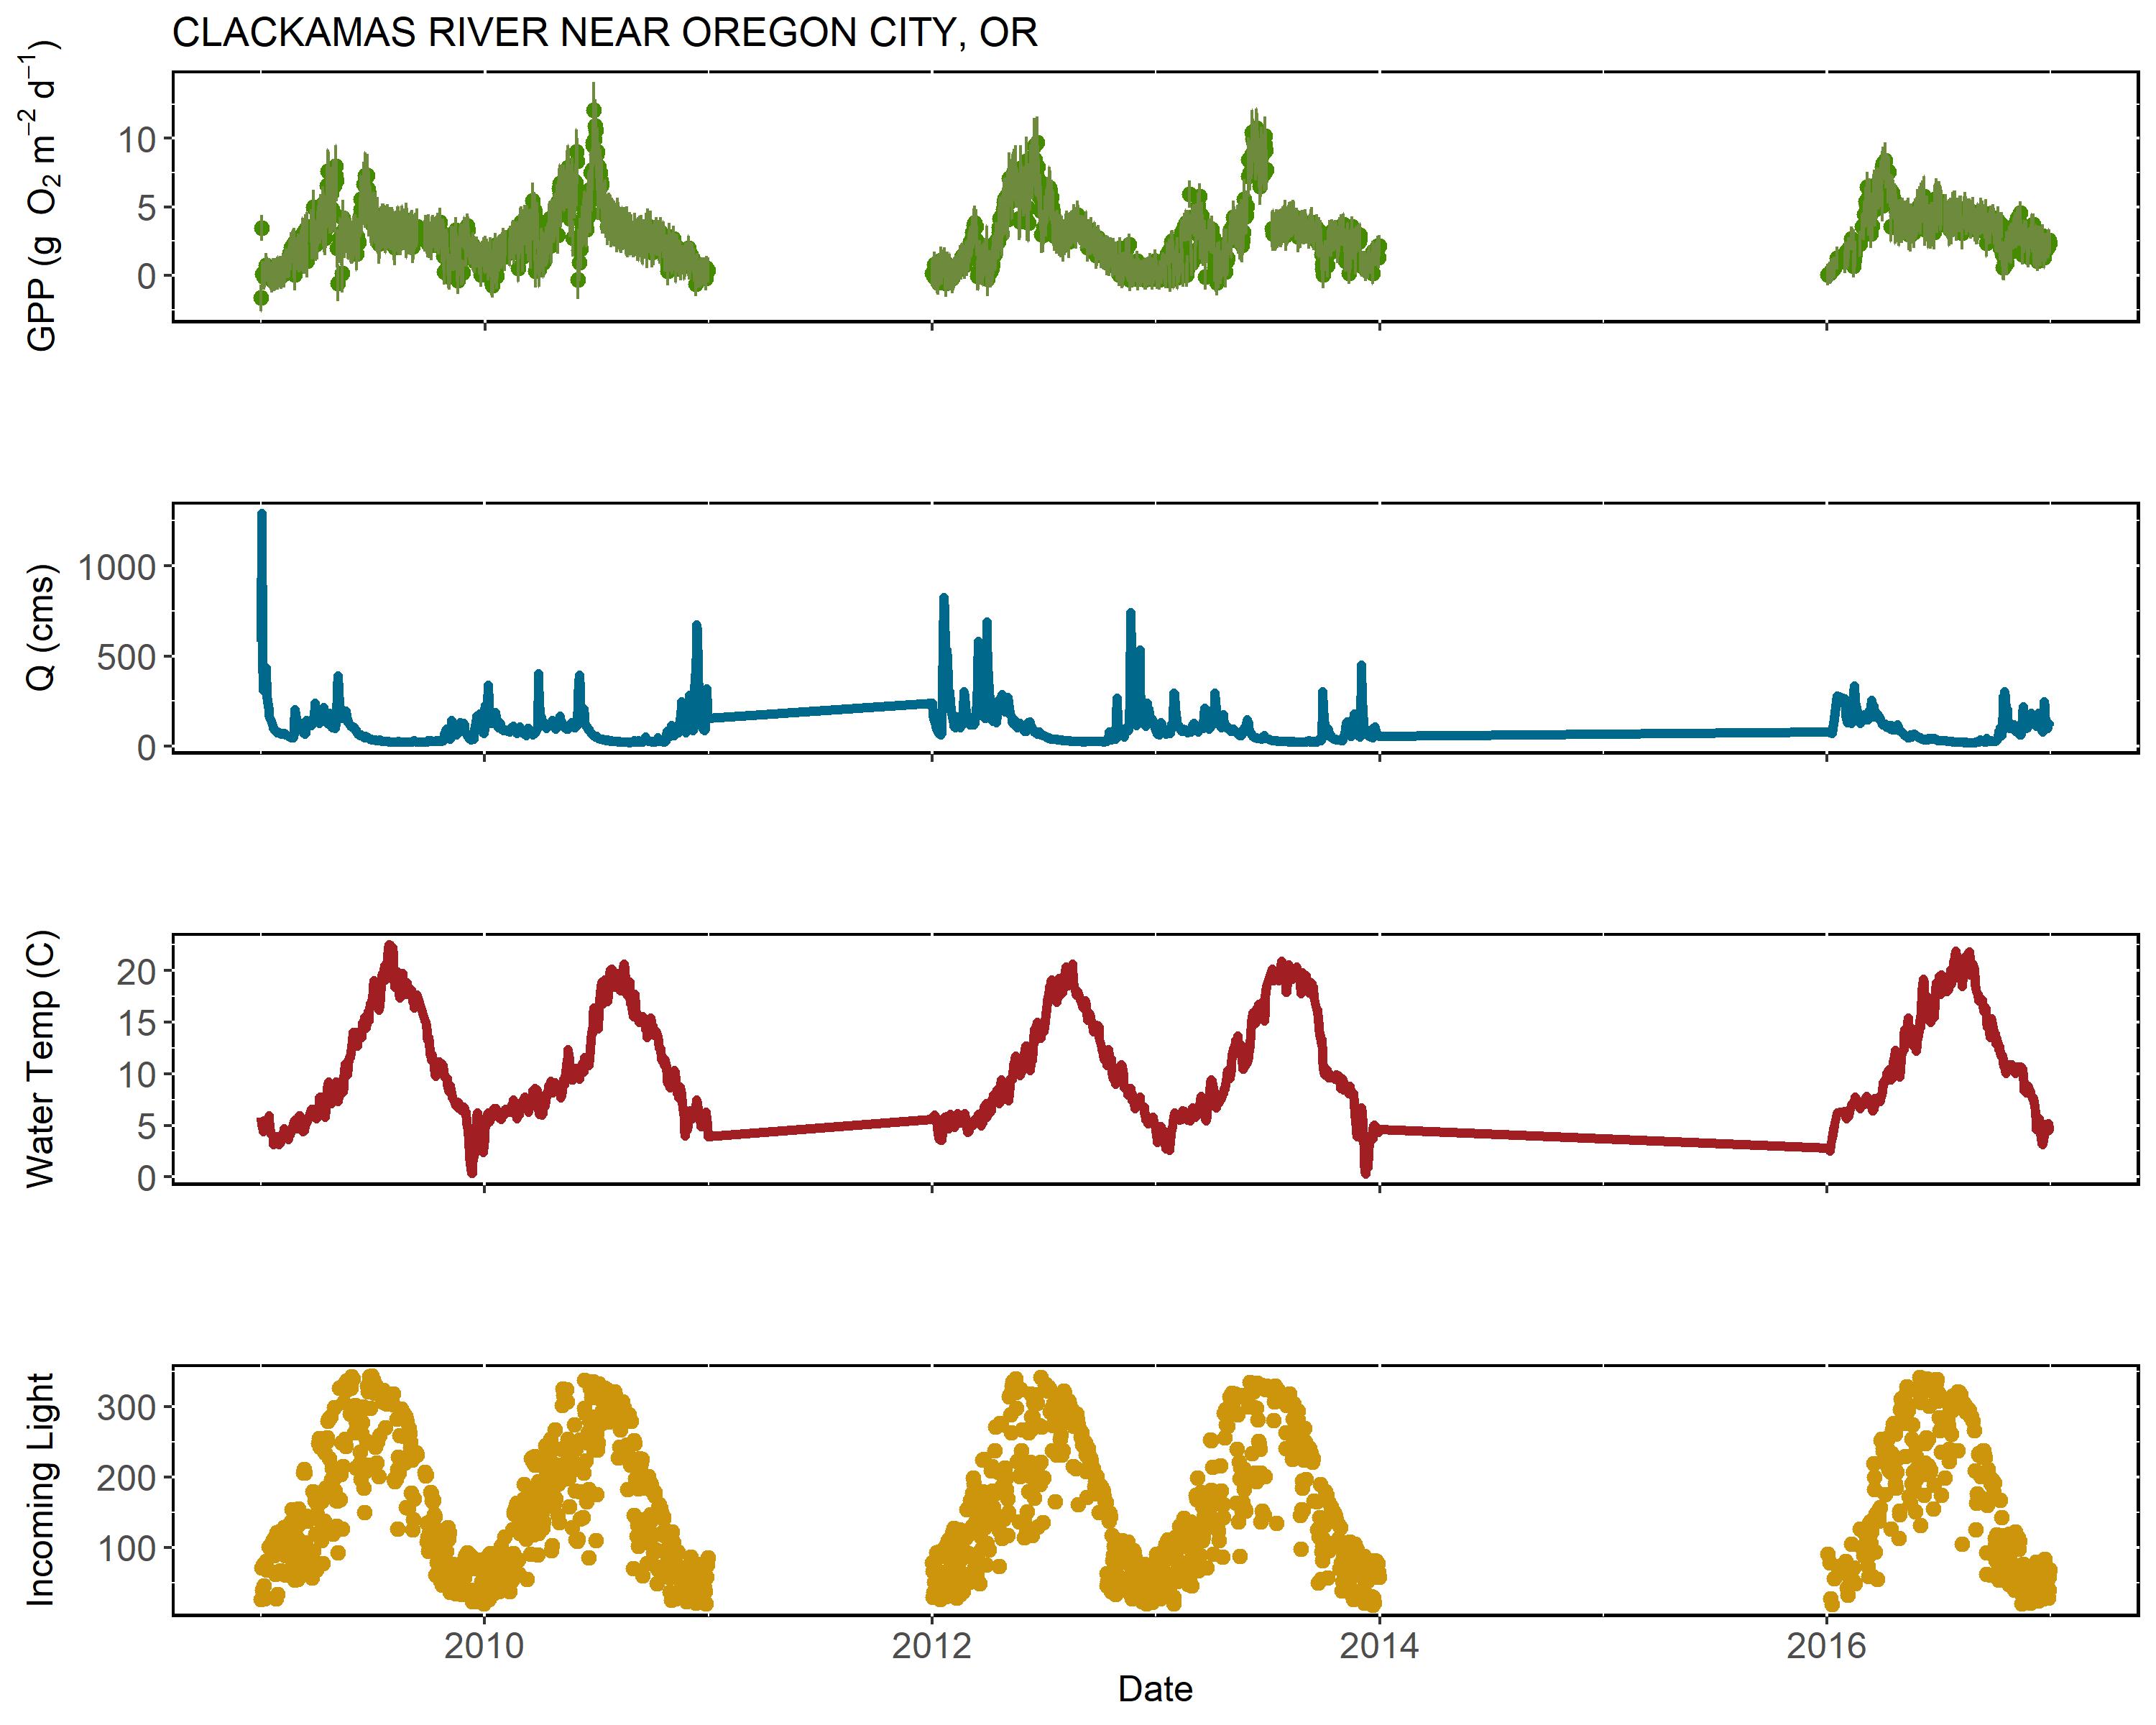 CLACKAMAS RIVER NEAR OREGON CITY, OR
GPP (g O₂ m⁻² d⁻¹)
10
5
0
Q (cms)
1000
500
0
Water Temp (C)
20
15
10
5
0
Incoming Light
300
200
100
2010 2012 2014 2016
Date